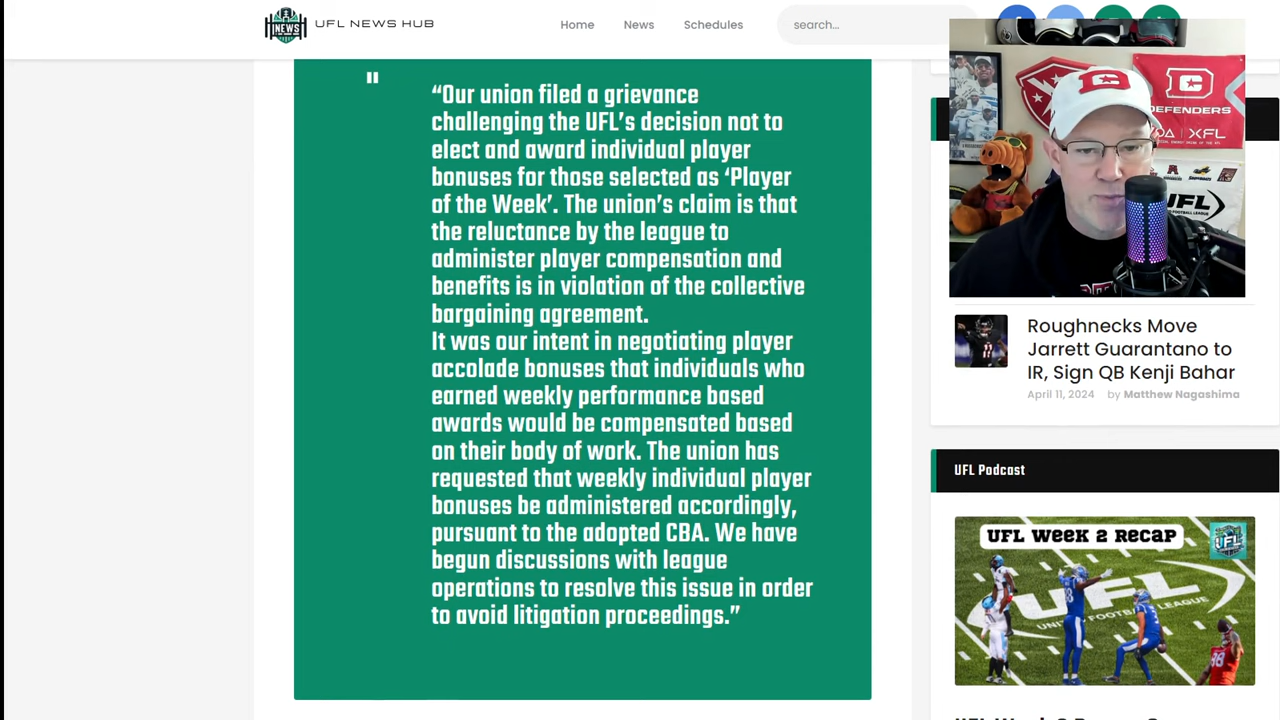 NEWS
UFL NEWS HUB
Home
News
Schedules
search...
"
“Our union filed a grievance
challenging the UFL’s decision not to
elect and award individual player
bonuses for those selected as ‘Player
of the Week’. The union’s claim is that
the reluctance by the league to
administer player compensation and
benefits is in violation of the collective
bargaining agreement.
It was our intent in negotiating player
accolade bonuses that individuals who
earned weekly performance based
awards would be compensated based
on their body of work. The union has
requested that weekly individual player
bonuses be administered accordingly,
pursuant to the adopted CBA. We have
begun discussions with league
operations to resolve this issue in order
to avoid litigation proceedings.”
DEFENDERS
XFL
UFL
Roughnecks Move
Jarrett Guarantano to
IR, Sign QB Kenji Bahar
April 11, 2024 by Matthew Nagashima
UFL Podcast
UFL WEEK 2 RECAP
UFL
UFL
UNITED FOOTBALL LEAGUE